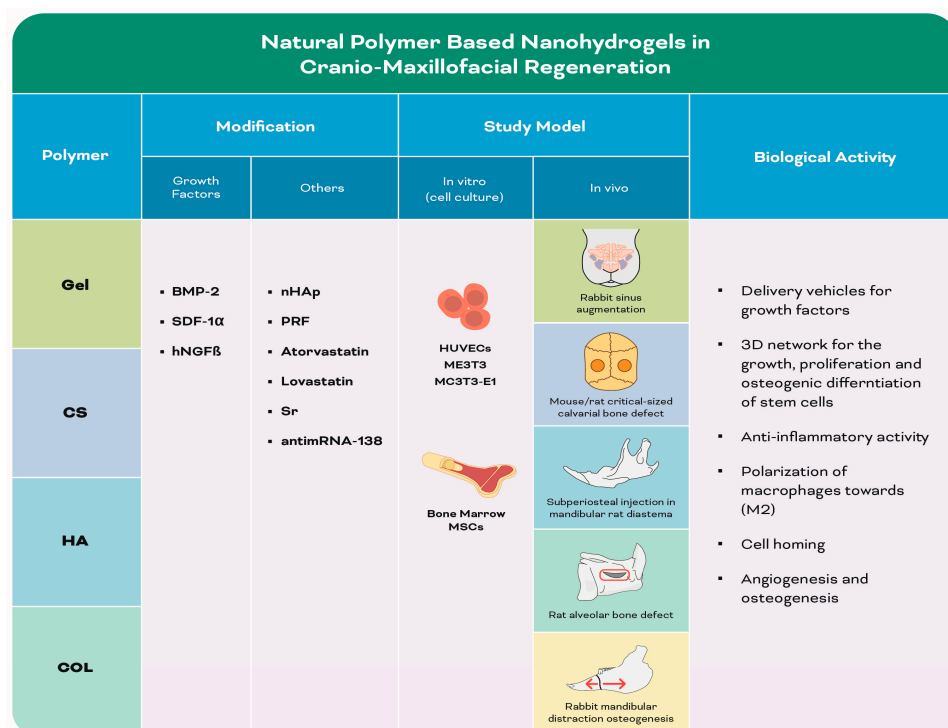 Natural Polymer Based Nanohydrogels in
Cranio-Maxillofacial Regeneration
Polymer
Modification
Study Model
Biological Activity
Growth
Factors
Others
In vitro
(cell culture)
In vivo
Gel
CS
HA
COL
▪ BMP-2
▪ SDF-1α
▪ hNGFß
▪ nHAp
▪ PRF
▪ Atorvastatin
▪ Lovastatin
▪ Sr
▪ antimRNA-138
HUVECs
ME3T3
MC3T3-E1
Bone Marrow
MSCs
Rabbit sinus
augmentation
Mouse/rat critical-sized
calvarial bone defect
Subperiosteal injection in
mandibular rat diastema
Rat alveolar bone defect
Rabbit mandibular
distraction osteogenesis
▪ Delivery vehicles for
growth factors
▪ 3D network for the
growth, proliferation and
osteogenic differntiation
of stem cells
▪ Anti-inflammatory activity
▪ Polarization of
macrophages towards
(M2)
▪ Cell homing
▪ Angiogenesis and
osteogenesis